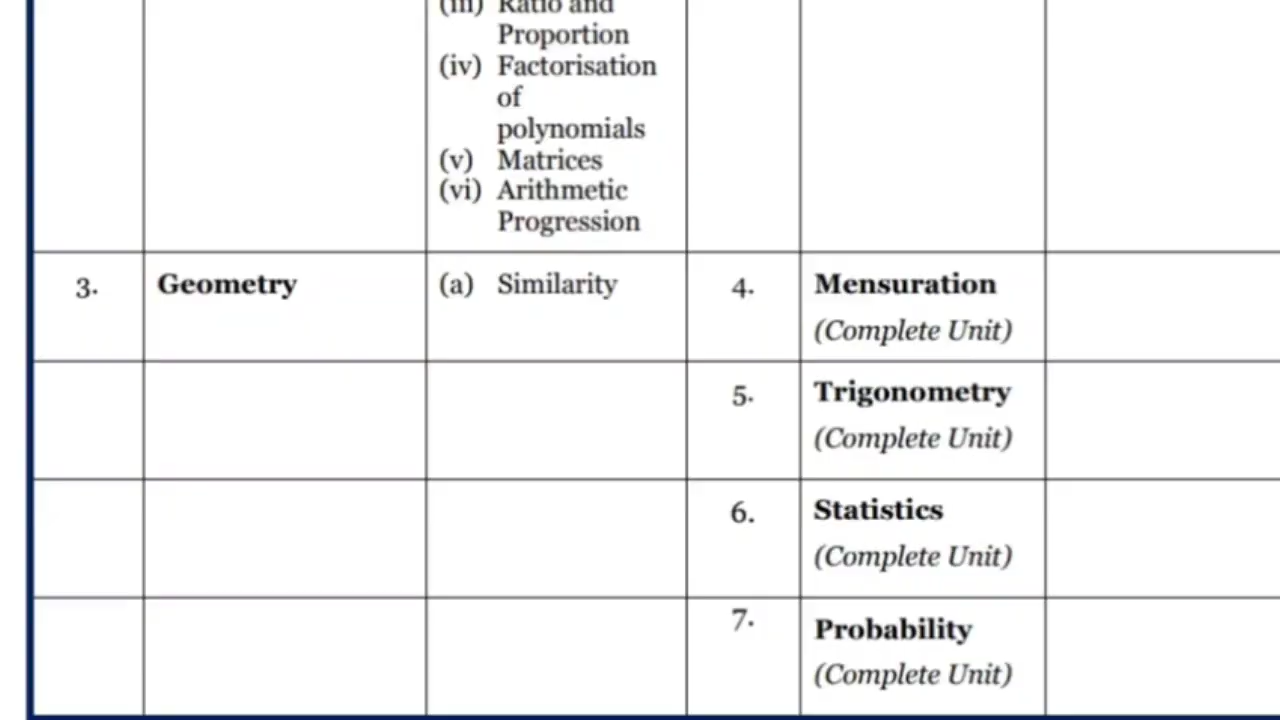 (iii) Ratio and
Proportion
(iv) Factorisation
of
polynomials
(v) Matrices
(vi) Arithmetic
Progression
3. Geometry (a) Similarity 4. Mensuration
(Complete Unit)
5. Trigonometry
(Complete Unit)
6. Statistics
(Complete Unit)
7. Probability
(Complete Unit)